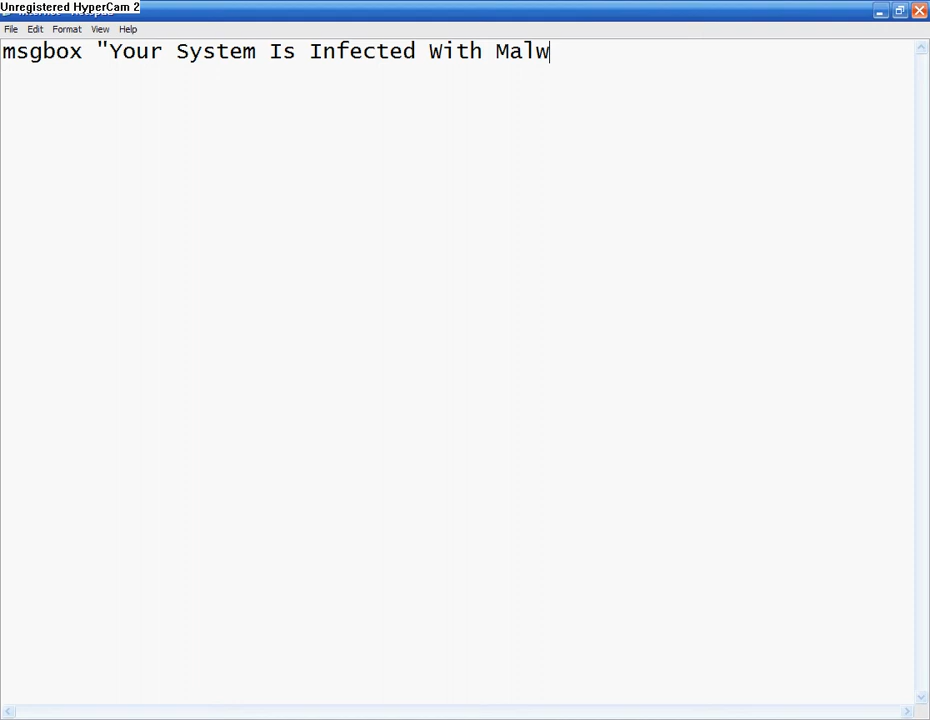 Unregistered HyperCam 2
File Edit Format View Help
msgbox "Your System Is Infected With Malw